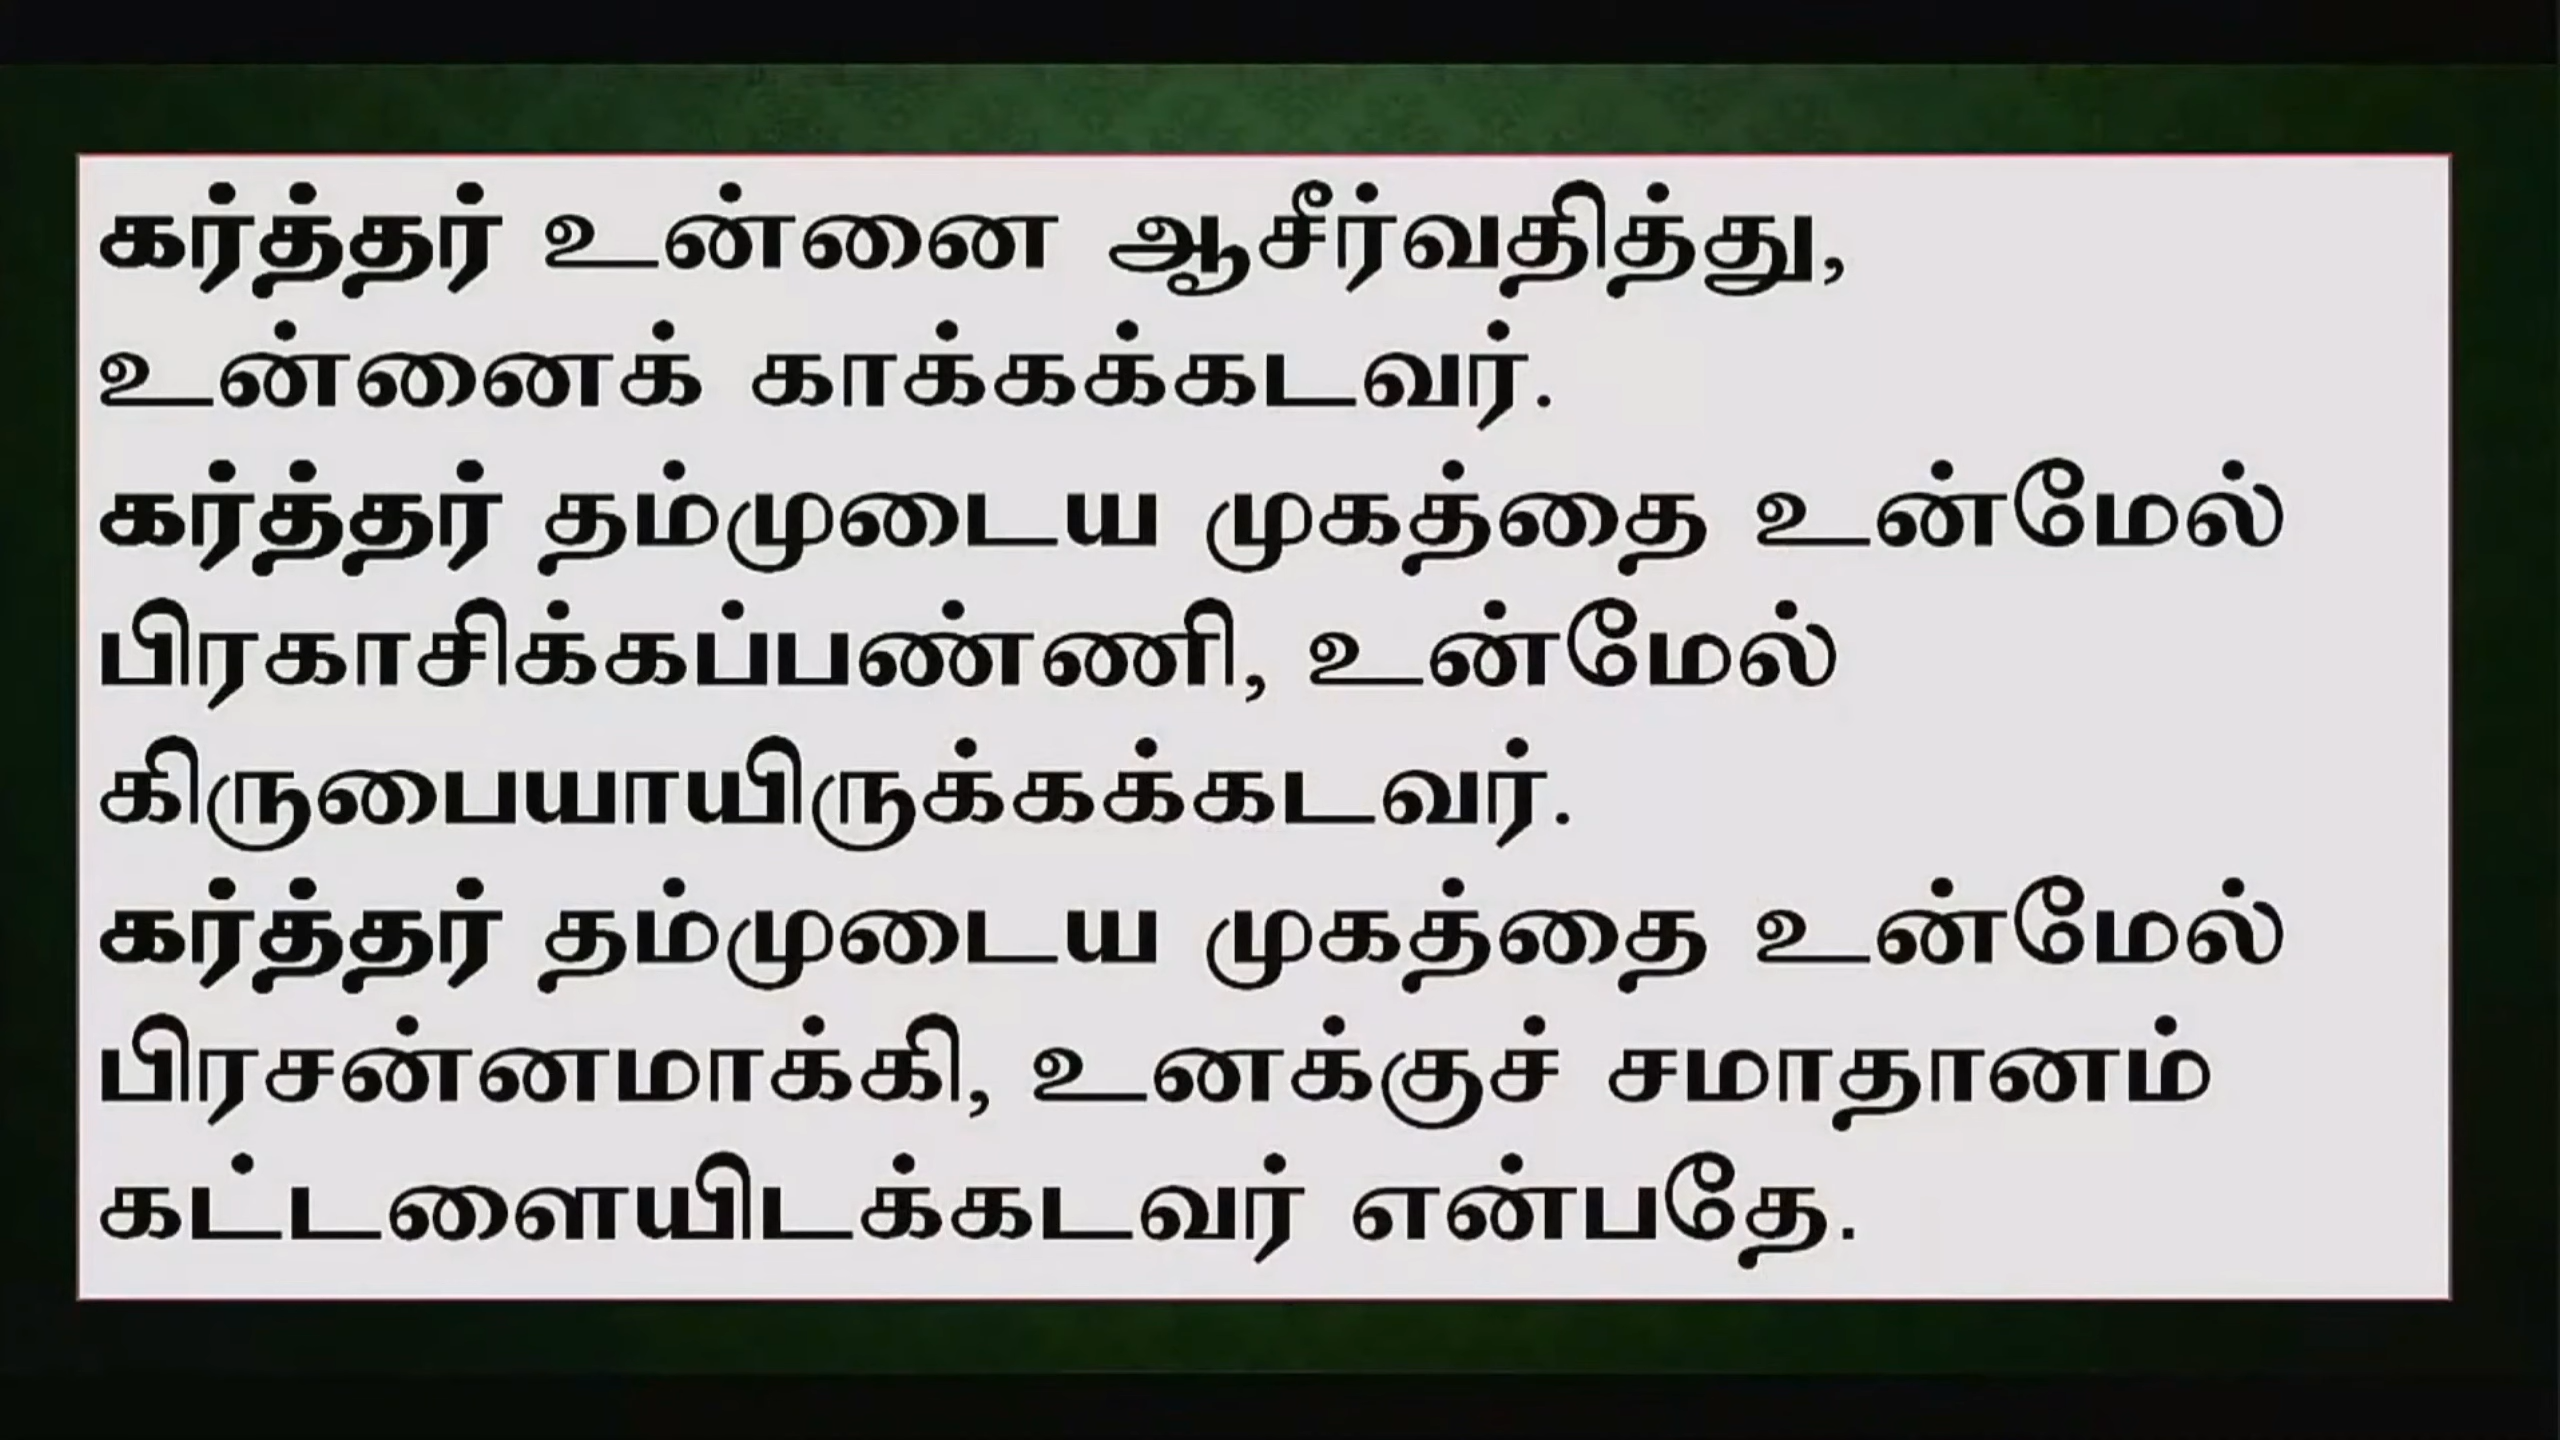 கர்த்தர் உன்னை ஆசீர்வதித்து,
உன்னைக் காக்கக்கடவர்.
கர்த்தர் தம்முடைய முகத்தை உன்மேல்
பிரகாசிக்கப்பண்ணி, உன்மேல்
கிருபையாயிருக்கக்கடவர்.
கர்த்தர் தம்முடைய முகத்தை உன்மேல்
பிரசன்னமாக்கி, உனக்குச் சமாதானம்
கட்டளையிடக்கடவர் என்பதே.